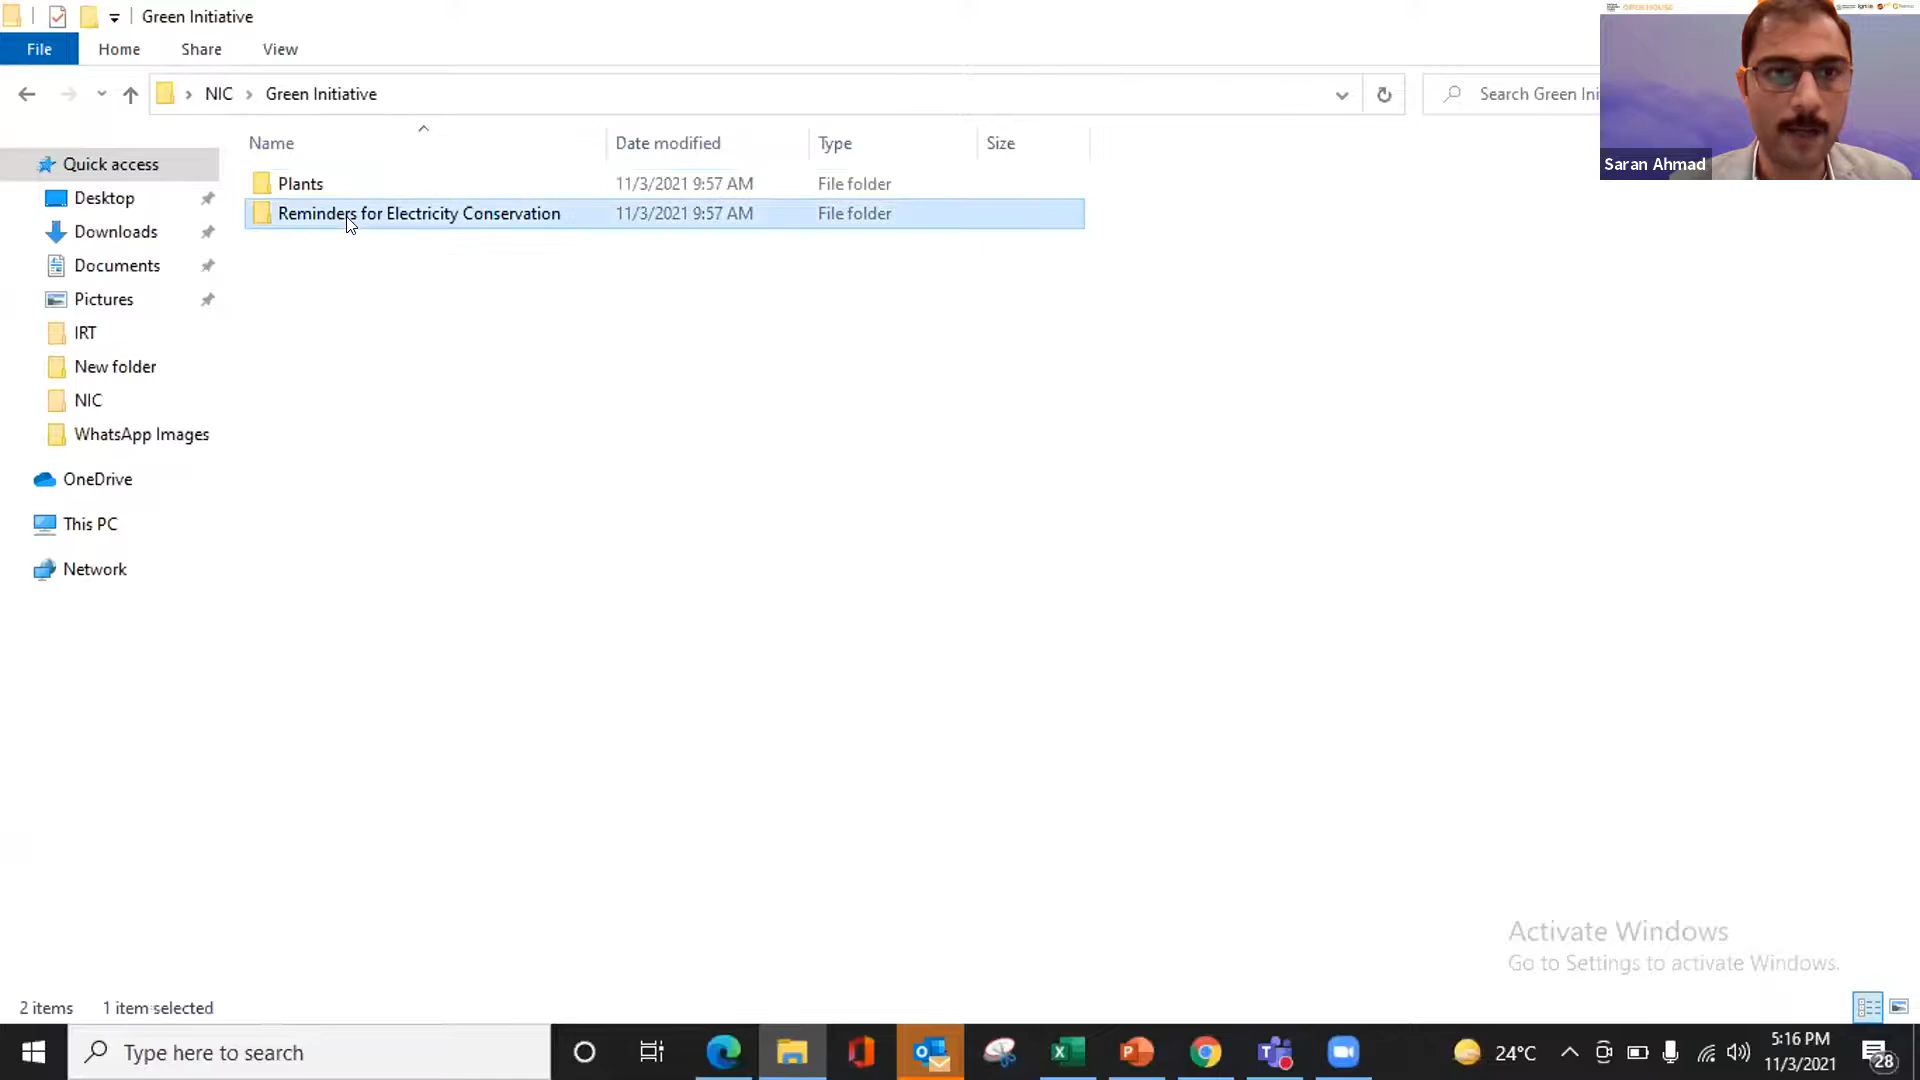 Green Initiative
File Home Share View
NIC Green Initiative
Search Green Ini
OPEN HOUSE
Saran Ahmad
Name Date modified Type Size
Plants 11/3/2021 9:57 AM File folder
Reminders for Electricity Conservation 11/3/2021 9:57 AM File folder
Quick access
Desktop
Downloads
Documents
Pictures
IRT
New folder
NIC
WhatsApp Images
OneDrive
This PC
Network
Activate Windows
Go to Settings to activate Windows.
2 items 1 item selected
Type here to search
24°C
5:16 PM
11/3/2021
28